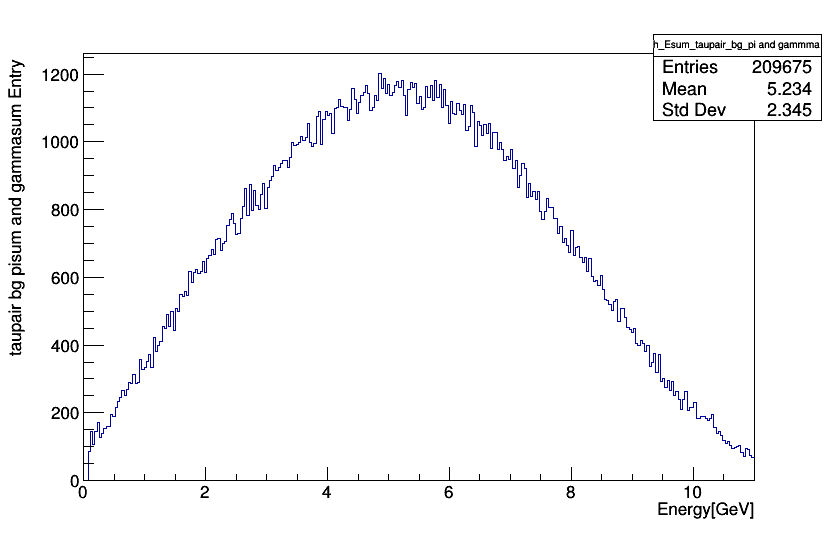 h_Esum_taupair_bg_pi and gammma
Entries 209675
Mean 5.234
Std Dev 2.345
taupair bg pisum and gammasum Entry
1200
1000
800
600
400
200
0
0 2 4 6 8 10
Energy[GeV]